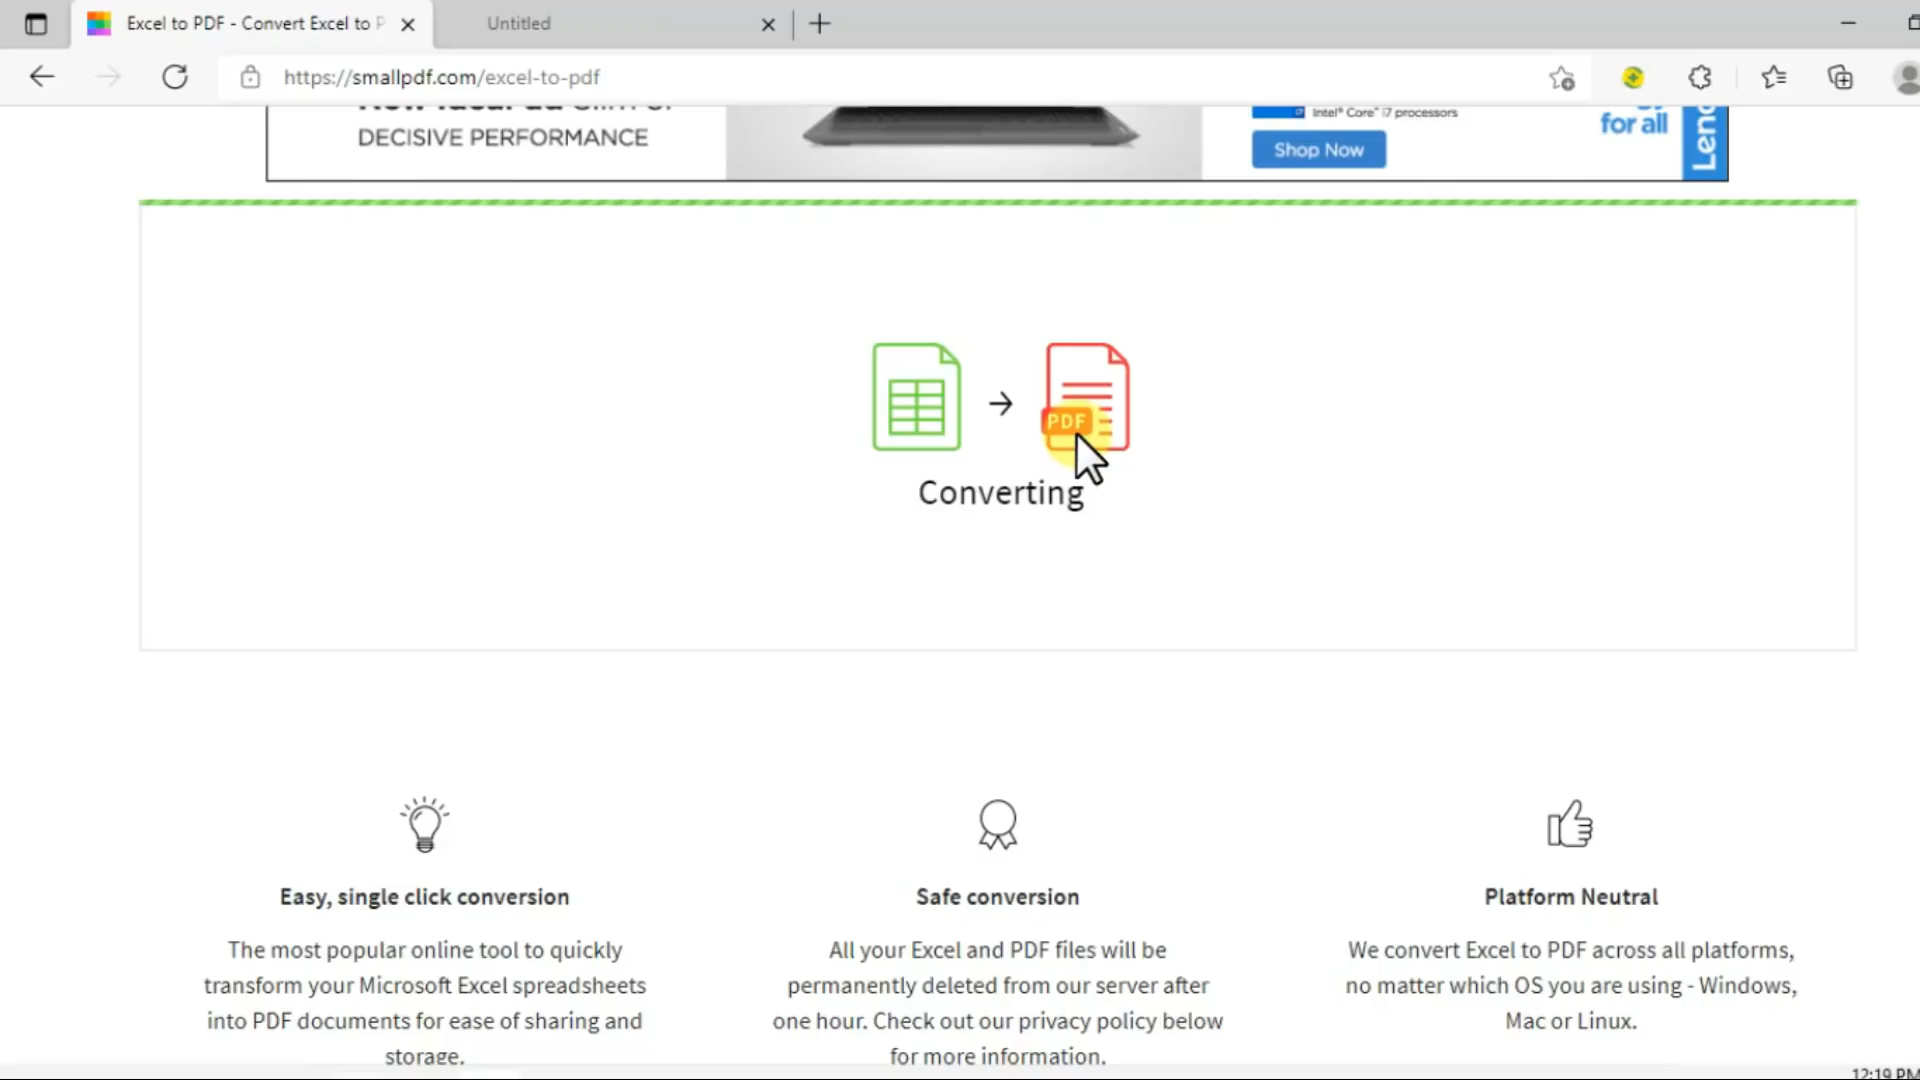 Excel to PDF - Convert Excel to P
Untitled
https://smallpdf.com/excel-to-pdf
DECISIVE PERFORMANCE
Intel® Core™ i7 processors
Shop Now
for all
PDF
Converting
Easy, single click conversion
The most popular online tool to quickly
transform your Microsoft Excel spreadsheets
into PDF documents for ease of sharing and
storage.
Safe conversion
All your Excel and PDF files will be
permanently deleted from our server after
one hour. Check out our privacy policy below
for more information.
Platform Neutral
We convert Excel to PDF across all platforms,
no matter which OS you are using - Windows,
Mac or Linux.
12:19 PM